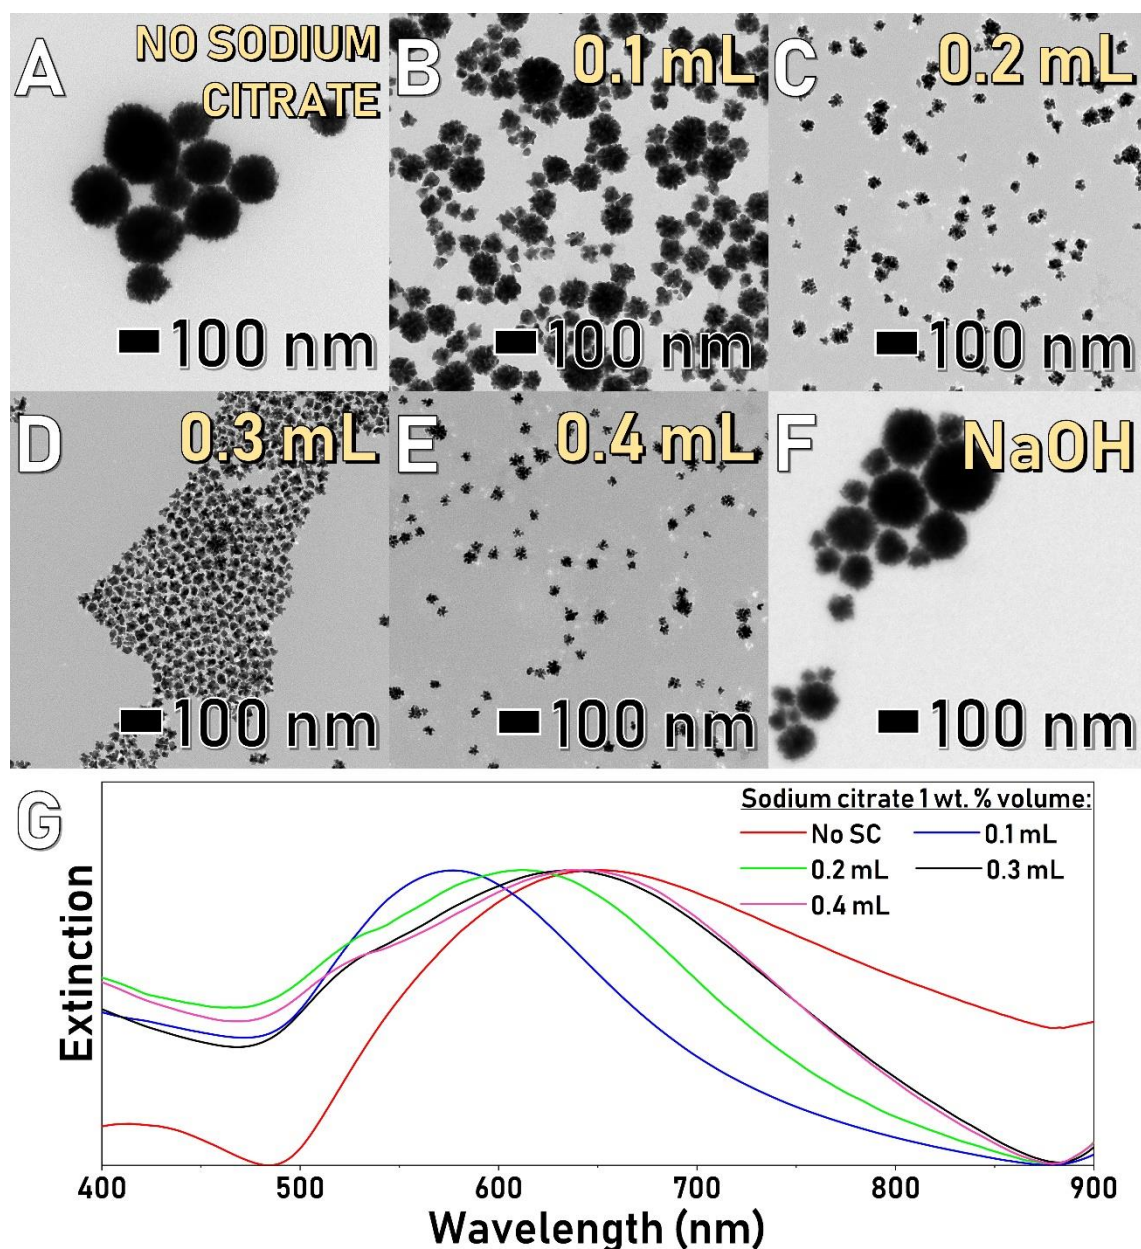 A
NO SODIUM
CITRATE
100 nm
B
0.1 mL
100 nm
C
0.2 mL
100 nm
D
0.3 mL
100 nm
E
0.4 mL
100 nm
F
NaOH
100 nm
G
Sodium citrate 1 wt. % volume:
No SC
0.1 mL
0.2 mL
0.3 mL
0.4 mL
Extinction
400
500
600
700
800
900
Wavelength (nm)